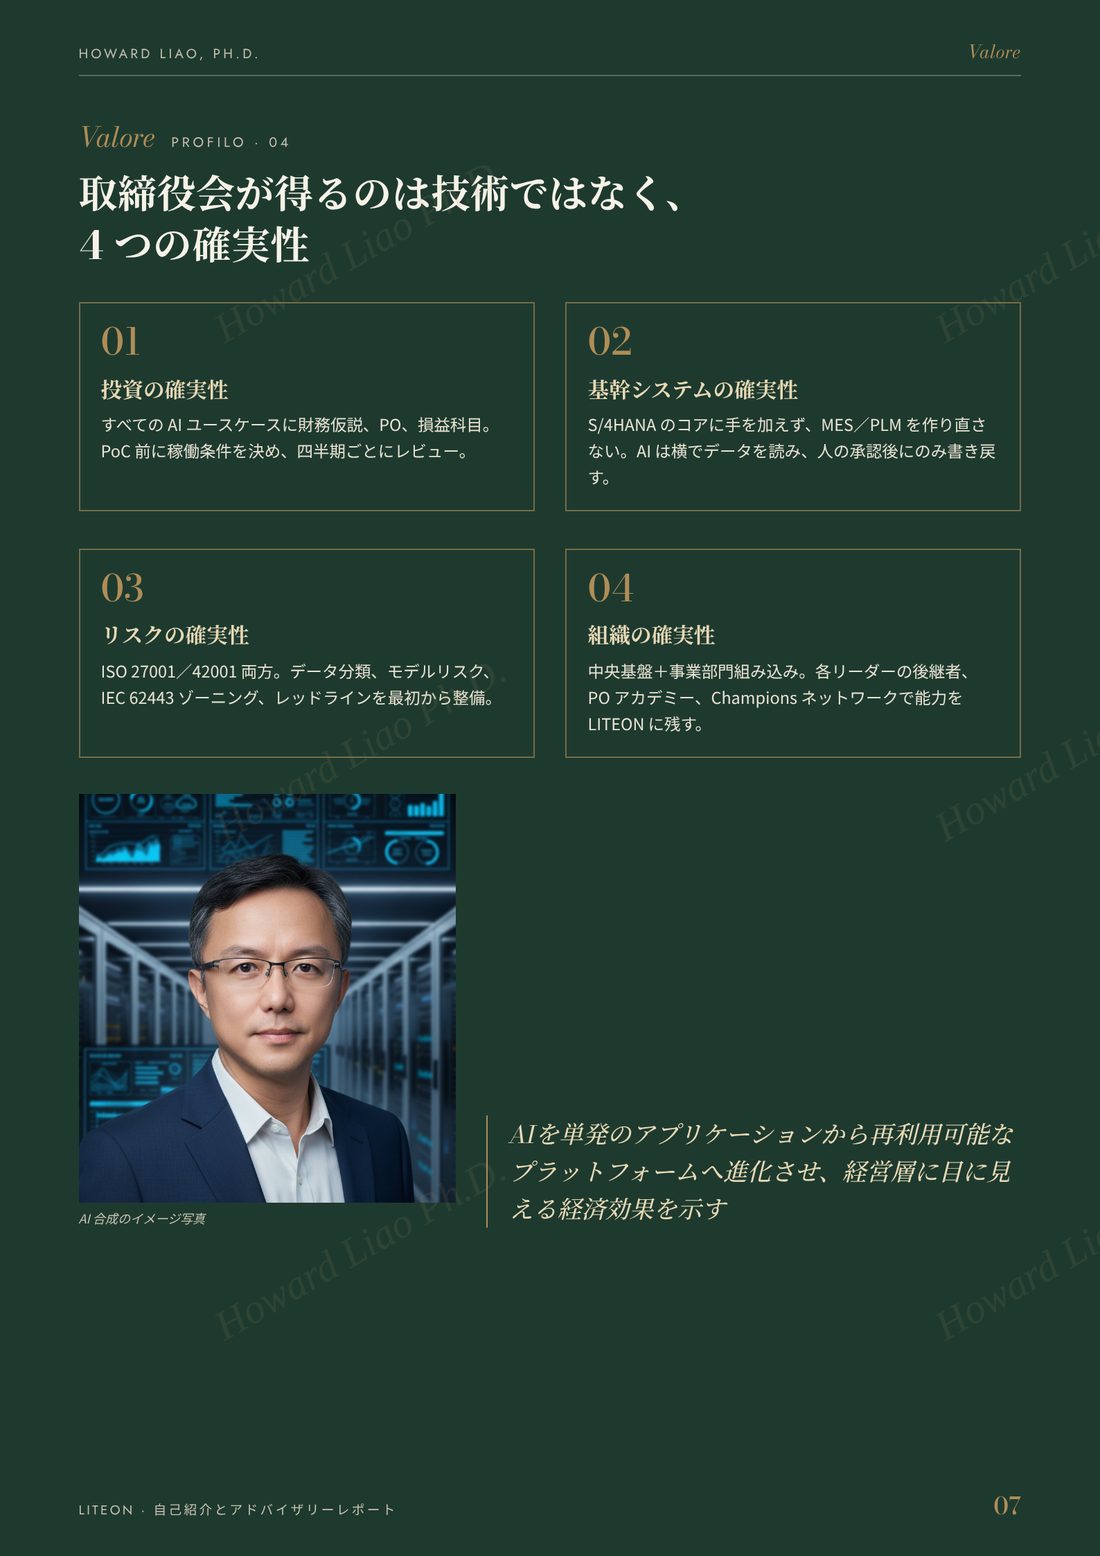 HOWARD LIAO, PH.D.
Valore
Valore PROFILO · 04
取締役会が得るのは技術ではなく、
4 つの確実性
01
投資の確実性
すべての AI ユースケースに財務仮説、PO、損益科目。
PoC 前に稼働条件を決め、四半期ごとにレビュー。
02
基幹システムの確実性
S/4HANA のコアに手を加えず、MES／PLM を作り直さ
ない。AI は横でデータを読み、人の承認後にのみ書き戻
す。
03
リスクの確実性
ISO 27001／42001 両方。データ分類、モデルリスク、
IEC 62443 ゾーニング、レッドラインを最初から整備。
04
組織の確実性
中央基盤＋事業部門組み込み。各リーダーの後継者、
PO アカデミー、Champions ネットワークで能力を
LITEON に残す。
AI 合成のイメージ写真
AIを単発のアプリケーションから再利用可能な
プラットフォームへ進化させ、経営層に目に見
える経済効果を示す
LITEON · 自己紹介とアドバイザリーレポート
07
Howard Liao Ph.D.
Howard Liao Ph.D.
Howard Liao Ph.D.
Howard Li
Howard Lia
Howard Lia